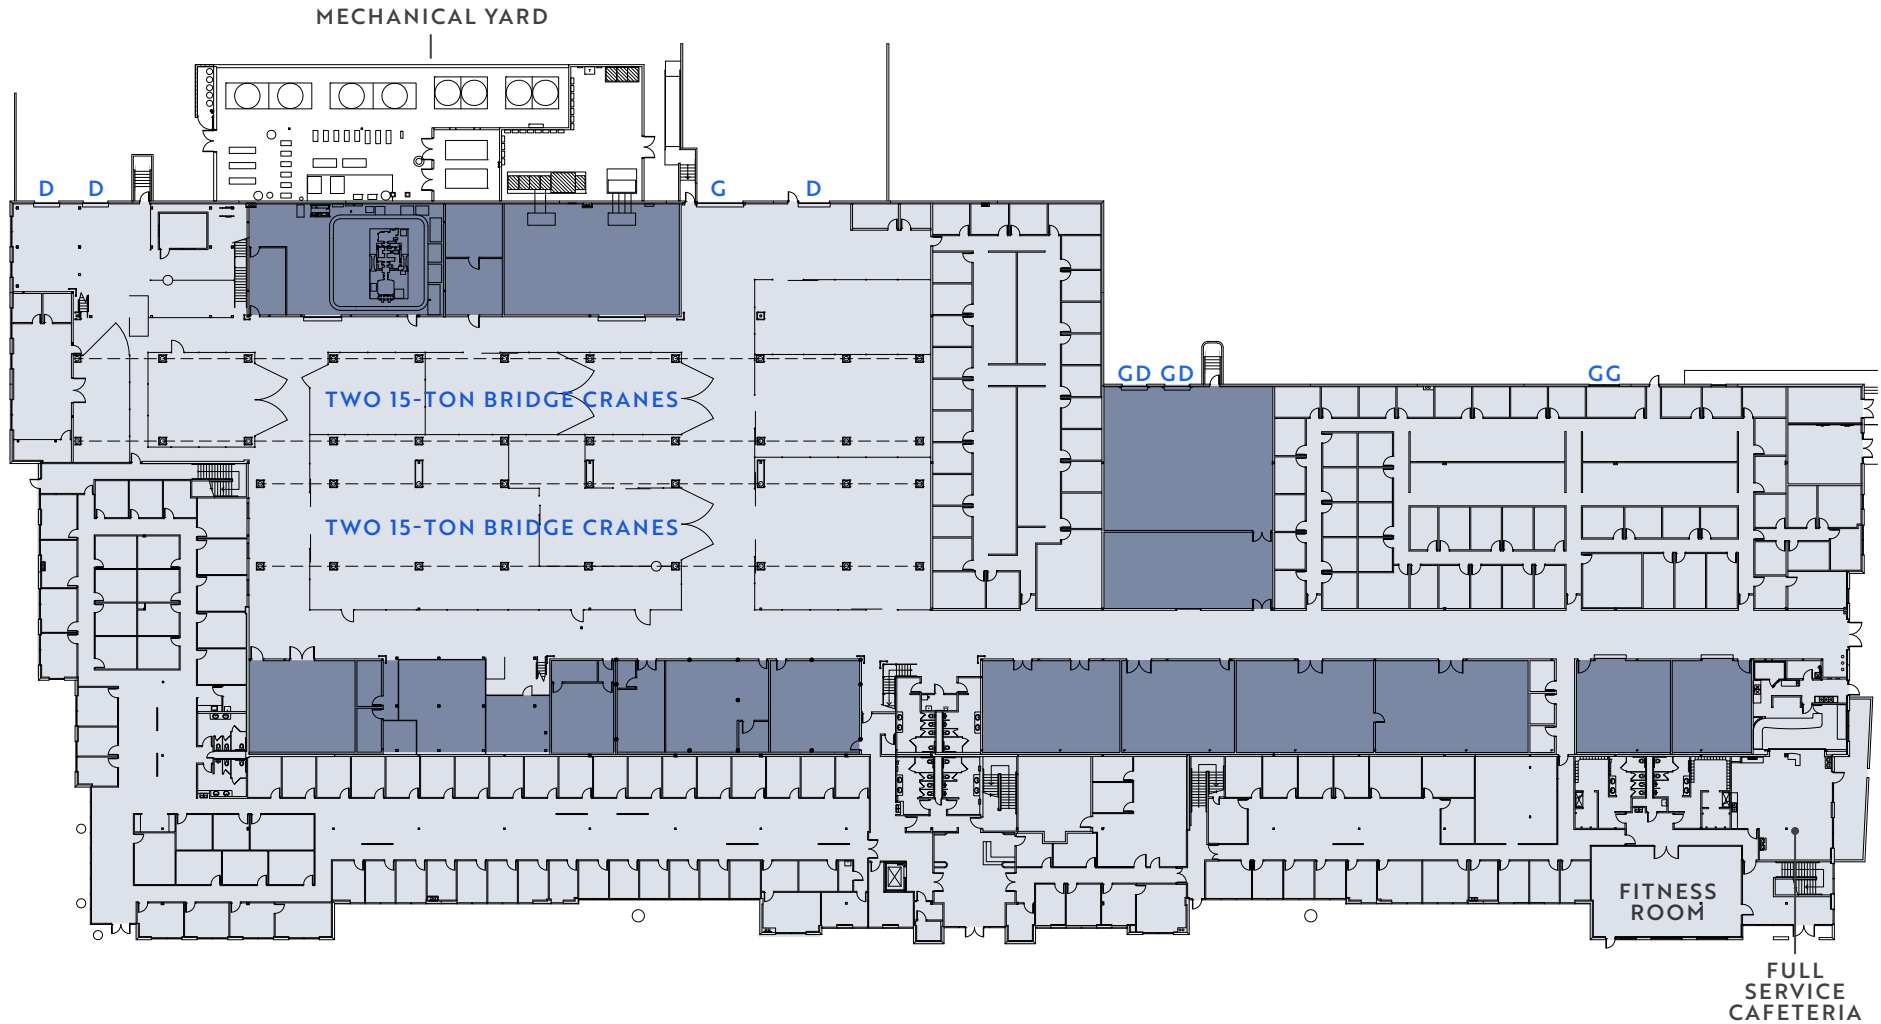 MECHANICAL YARD
D D G D
GD GD GG
TWO 15-TON BRIDGE CRANES
TWO 15-TON BRIDGE CRANES
FITNESS
ROOM
FULL
SERVICE
CAFETERIA